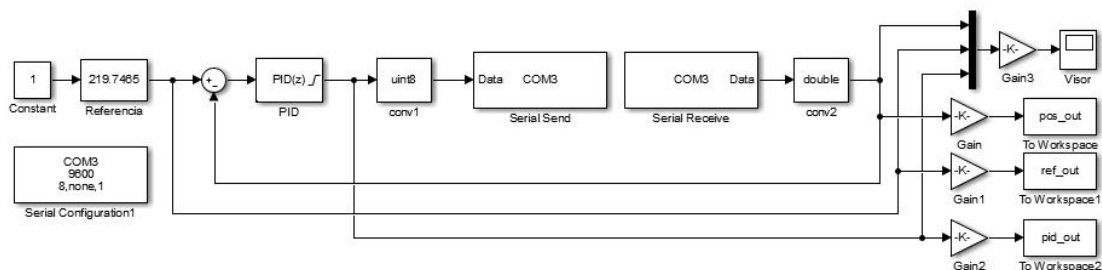 1
Constant
219.7465
Referencia
+
-
PID(z)
PID
uint8
conv1
Data
COM3
Serial Send
COM3
Data
Serial Receive
double
conv2
-K-
Gain3
Visor
COM3
9600
8,none,1
Serial Configuration1
-K-
Gain
pos_out
To Workspace
-K-
Gain1
ref_out
To Workspace1
-K-
Gain2
pid_out
To Workspace2